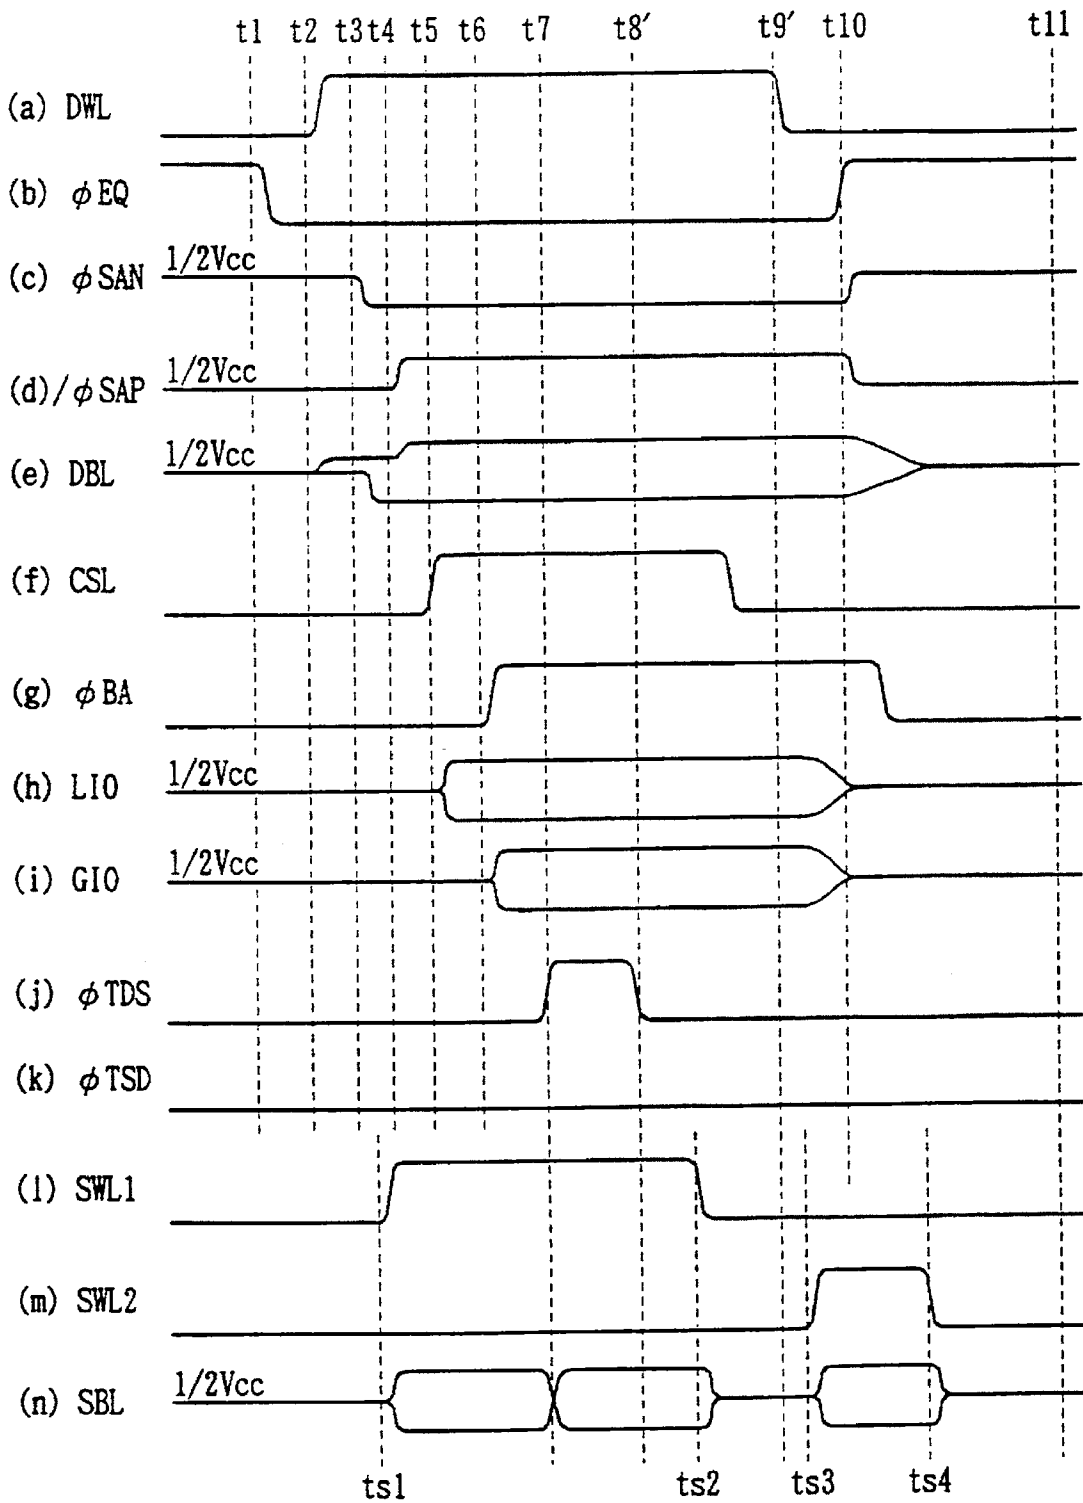 t1 t2 t3 t4 t5 t6 t7 t8′ t9′ t10 t11
(a) DWL
(b) φEQ
(c) φSAN 1/2Vcc
(d)/φSAP 1/2Vcc
(e) DBL 1/2Vcc
(f) CSL
(g) φBA
(h) LIO 1/2Vcc
(i) GIO 1/2Vcc
(j) φTDS
(k) φTSD
(l) SWL1
(m) SWL2
(n) SBL 1/2Vcc
ts1 ts2 ts3 ts4